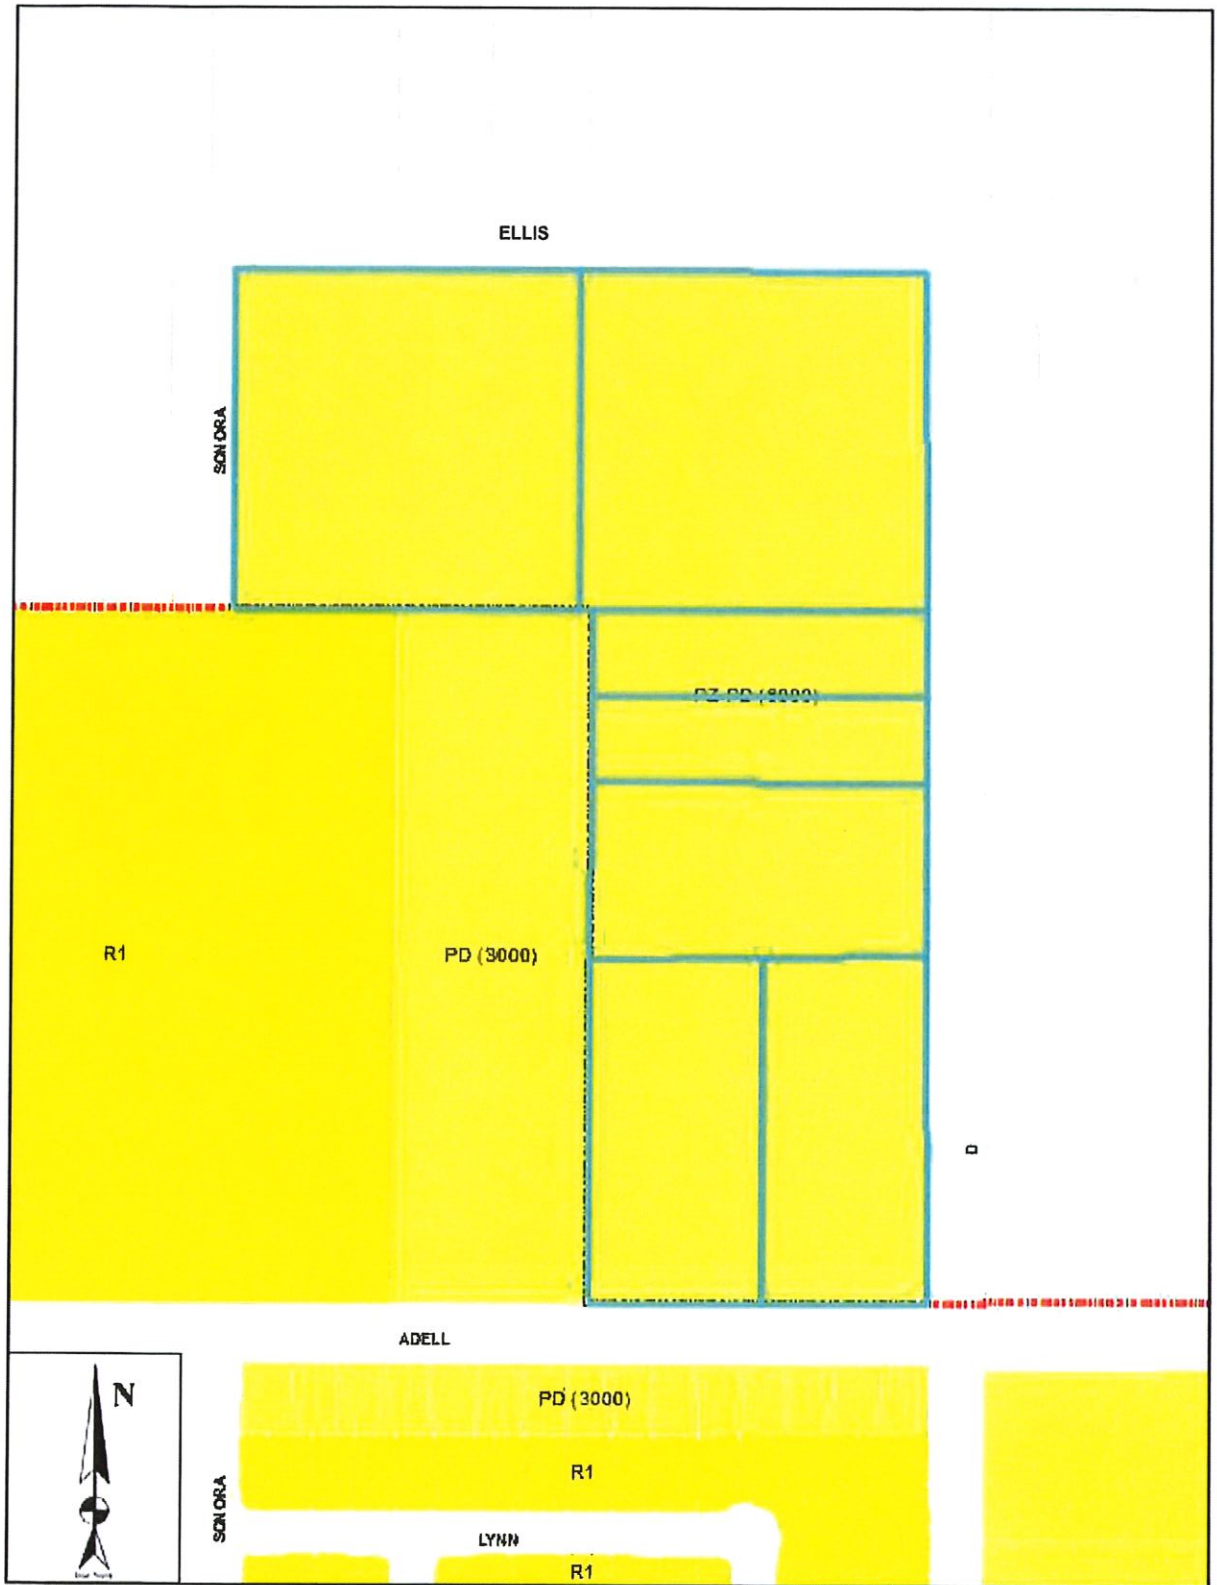 ELLIS
SONORA
R1
PD (3000)
D
ADELL
N
PD (3000)
R1
SONORA
LYNN
R1